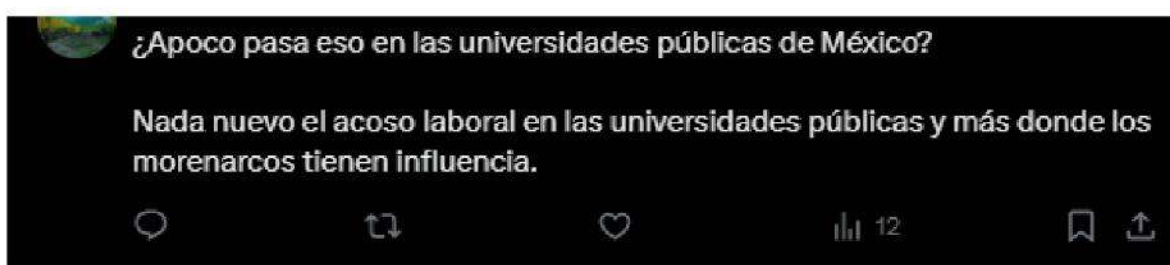 ¿Apoco pasa eso en las universidades públicas de México?
Nada nuevo el acoso laboral en las universidades públicas y más donde los
morenarcos tienen influencia.
12